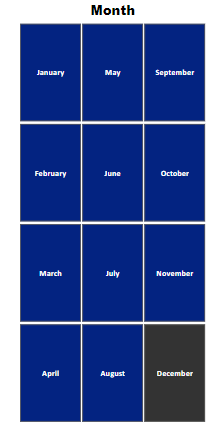 Month
January
May
September
February
June
October
March
July
November
April
August
December